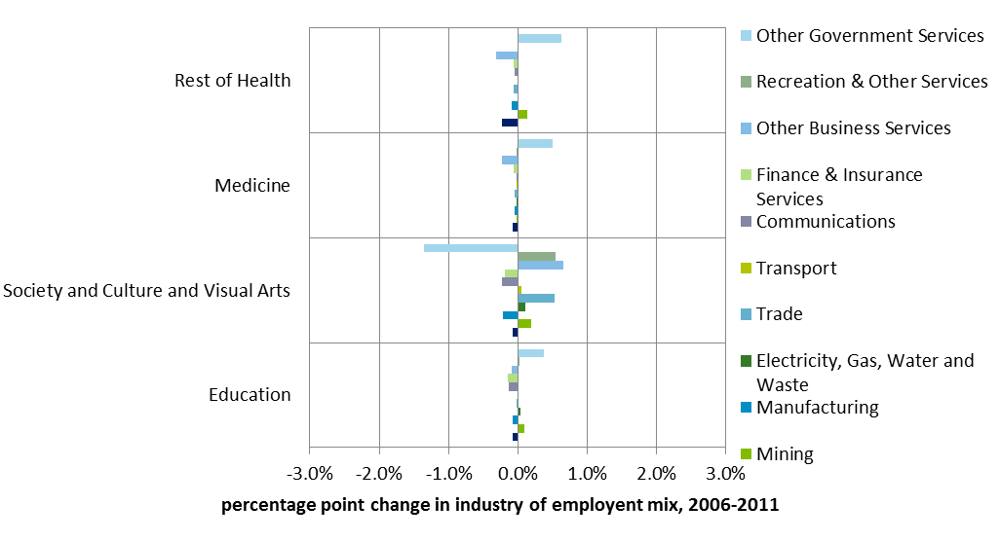 Rest of Health
Medicine
Society and Culture and Visual Arts
Education
-3.0% -2.0% -1.0% 0.0% 1.0% 2.0% 3.0%
percentage point change in industry of employent mix, 2006-2011
Other Government Services
Recreation & Other Services
Other Business Services
Finance & Insurance
Services
Communications
Transport
Trade
Electricity, Gas, Water and
Waste
Manufacturing
Mining